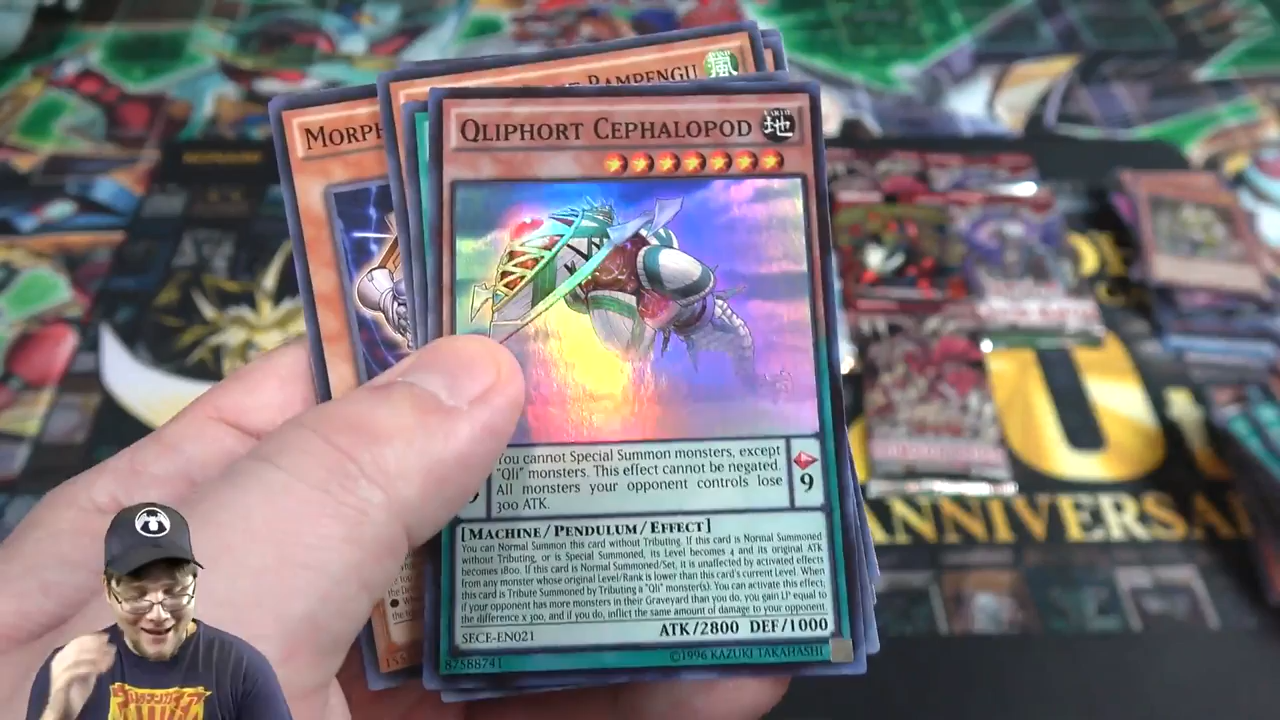 RAMPENGU
WIND
風
MORPH
QLIPHORT CEPHALOPOD
EARTH
地
You cannot Special Summon monsters, except
"Qli" monsters. This effect cannot be negated.
All monsters your opponent controls lose
300 ATK.
9
[MACHINE/PENDULUM/EFFECT]
You can Normal Summon this card without Tributing. If this card is Normal Summoned
without Tributing, or is Special Summoned, its Level becomes 4 and its original ATK
becomes 1800. If this card is Normal Summoned/Set, it is unaffected by activated effects
from any monster whose original Level/Rank is lower than this card's current Level. When
this card is Tribute Summoned by Tributing a "Qli" monster(s): You can activate this effect;
if your opponent has more monsters in their Graveyard than you do, you gain LP equal to
the difference x 300, and if you do, inflict the same amount of damage to your opponent.
ATK/2800 DEF/1000
SECE-EN021
87588741
©1996 KAZUKI TAKAHASHI
KONAMI
ANNIVERSA